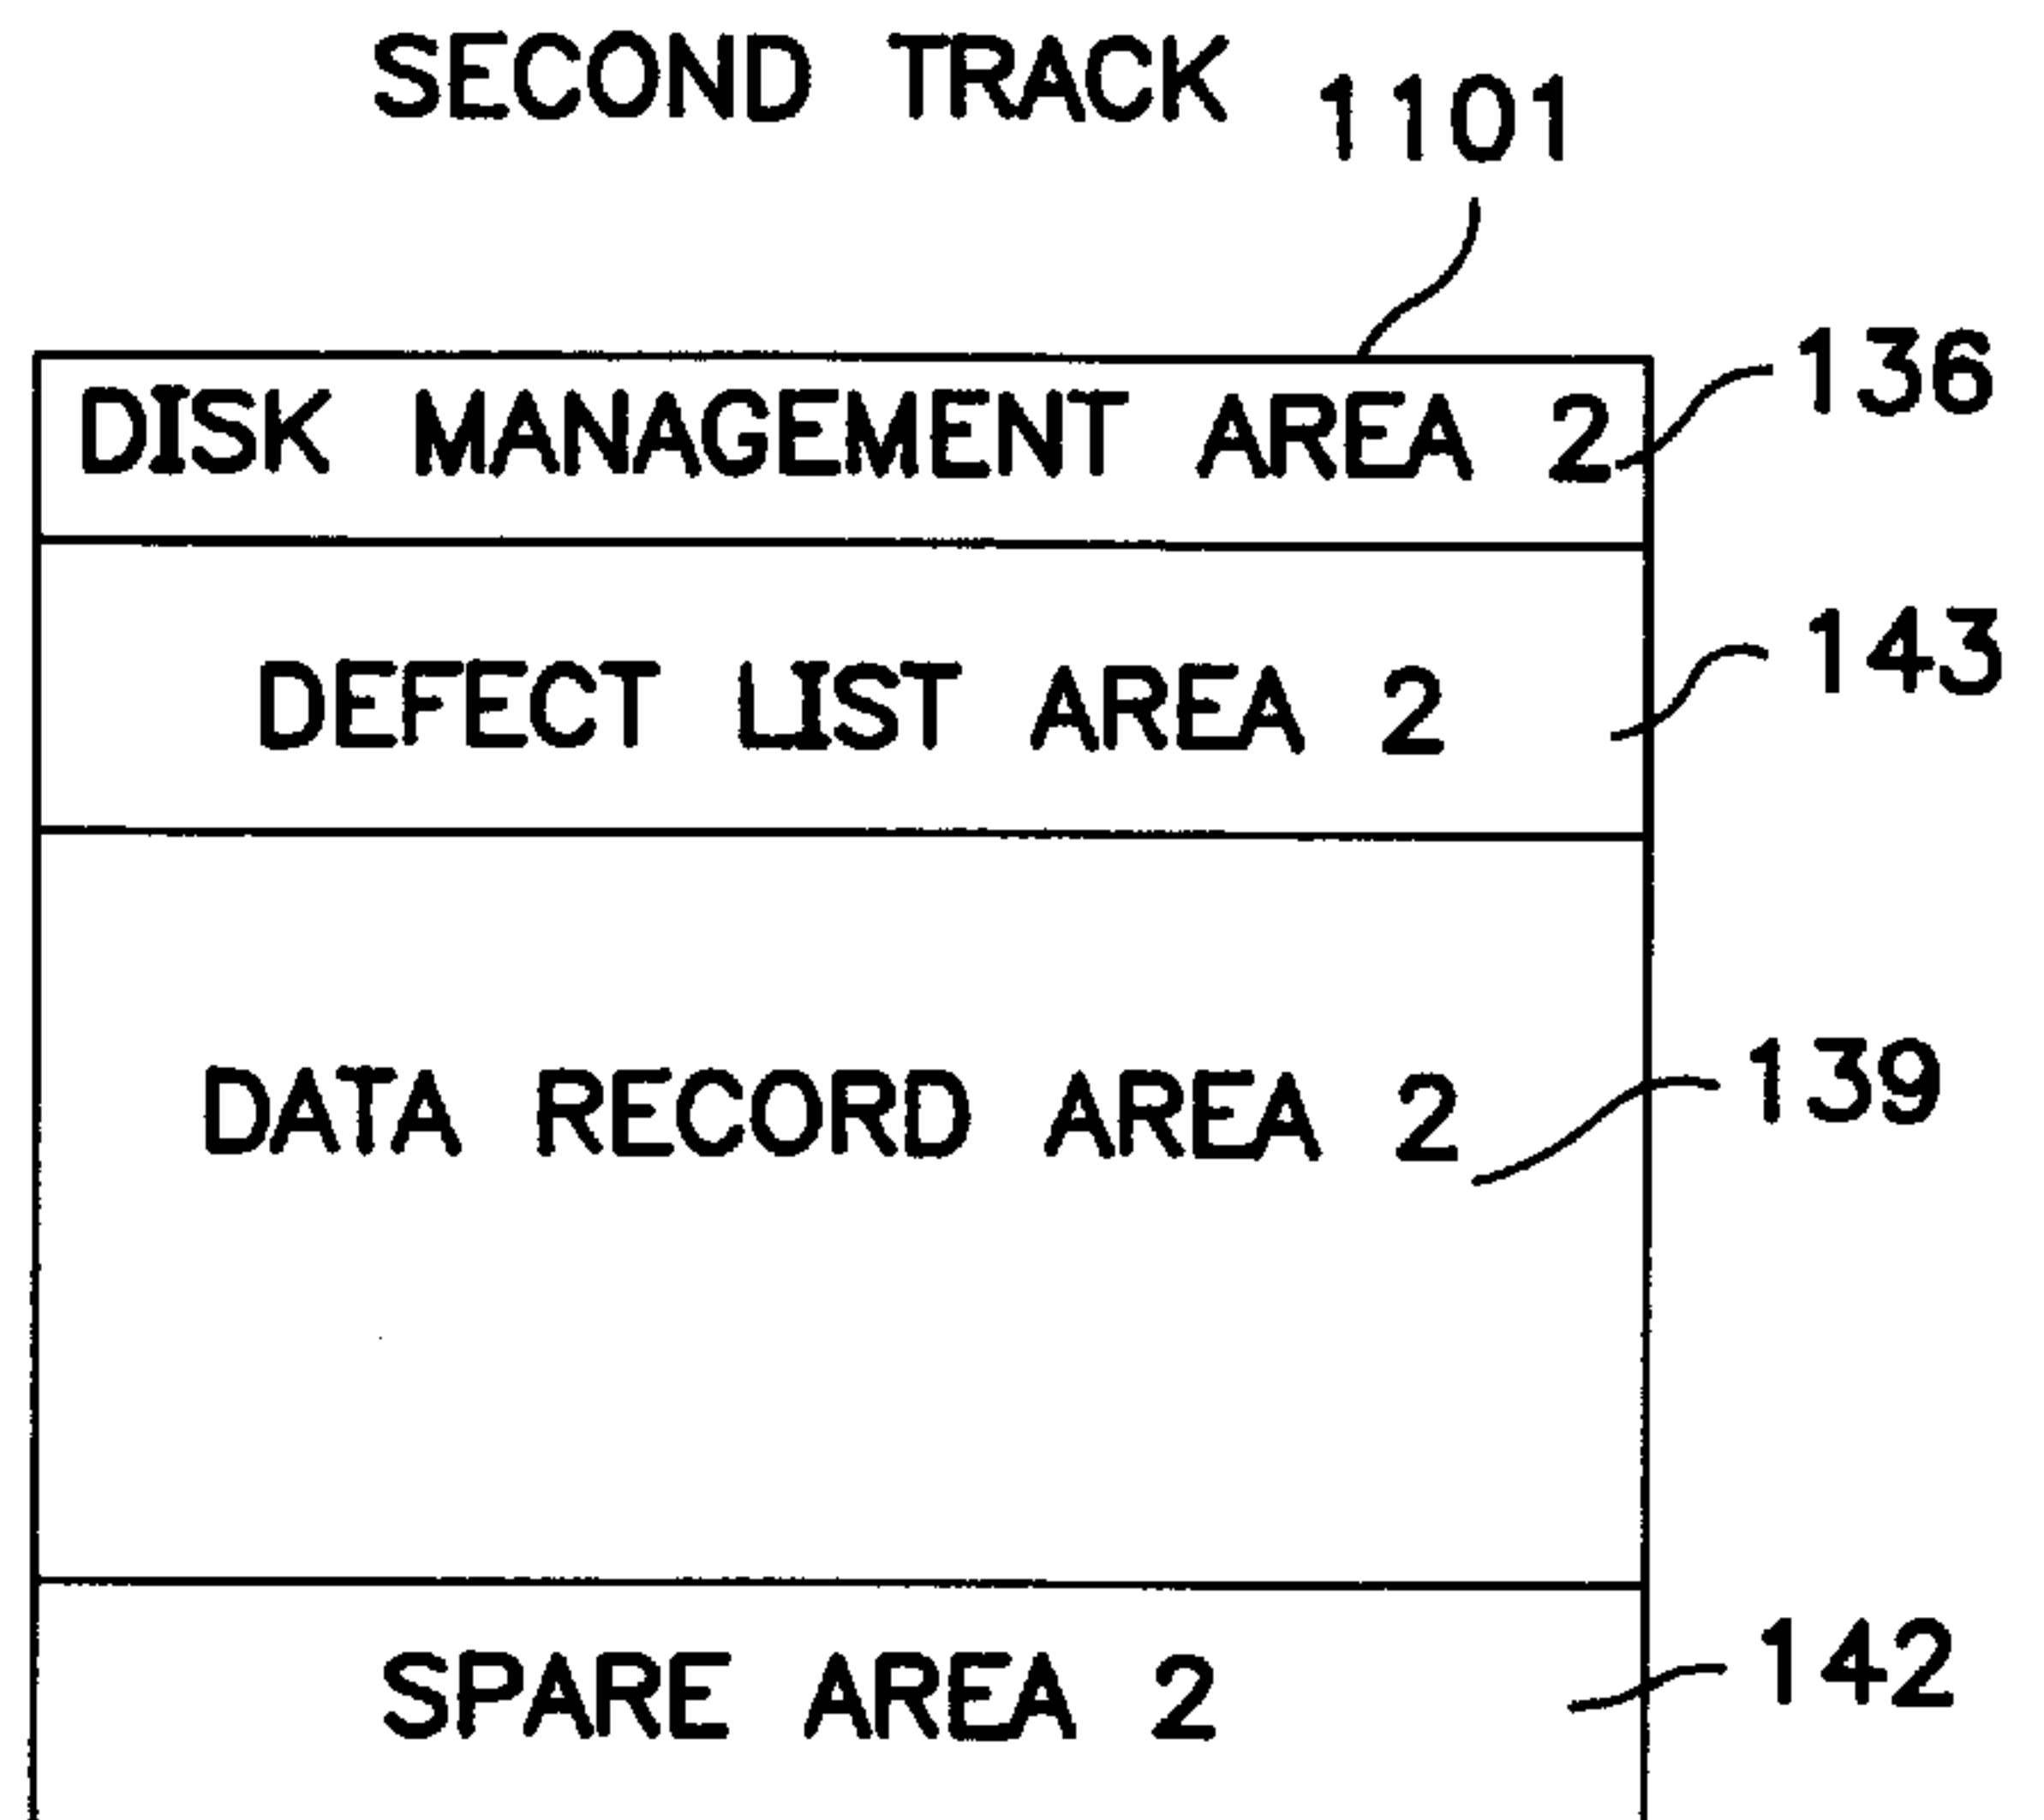 SECOND TRACK
1101
DISK MANAGEMENT AREA 2
136
DEFECT LIST AREA 2
143
DATA RECORD AREA 2
139
SPARE AREA 2
142